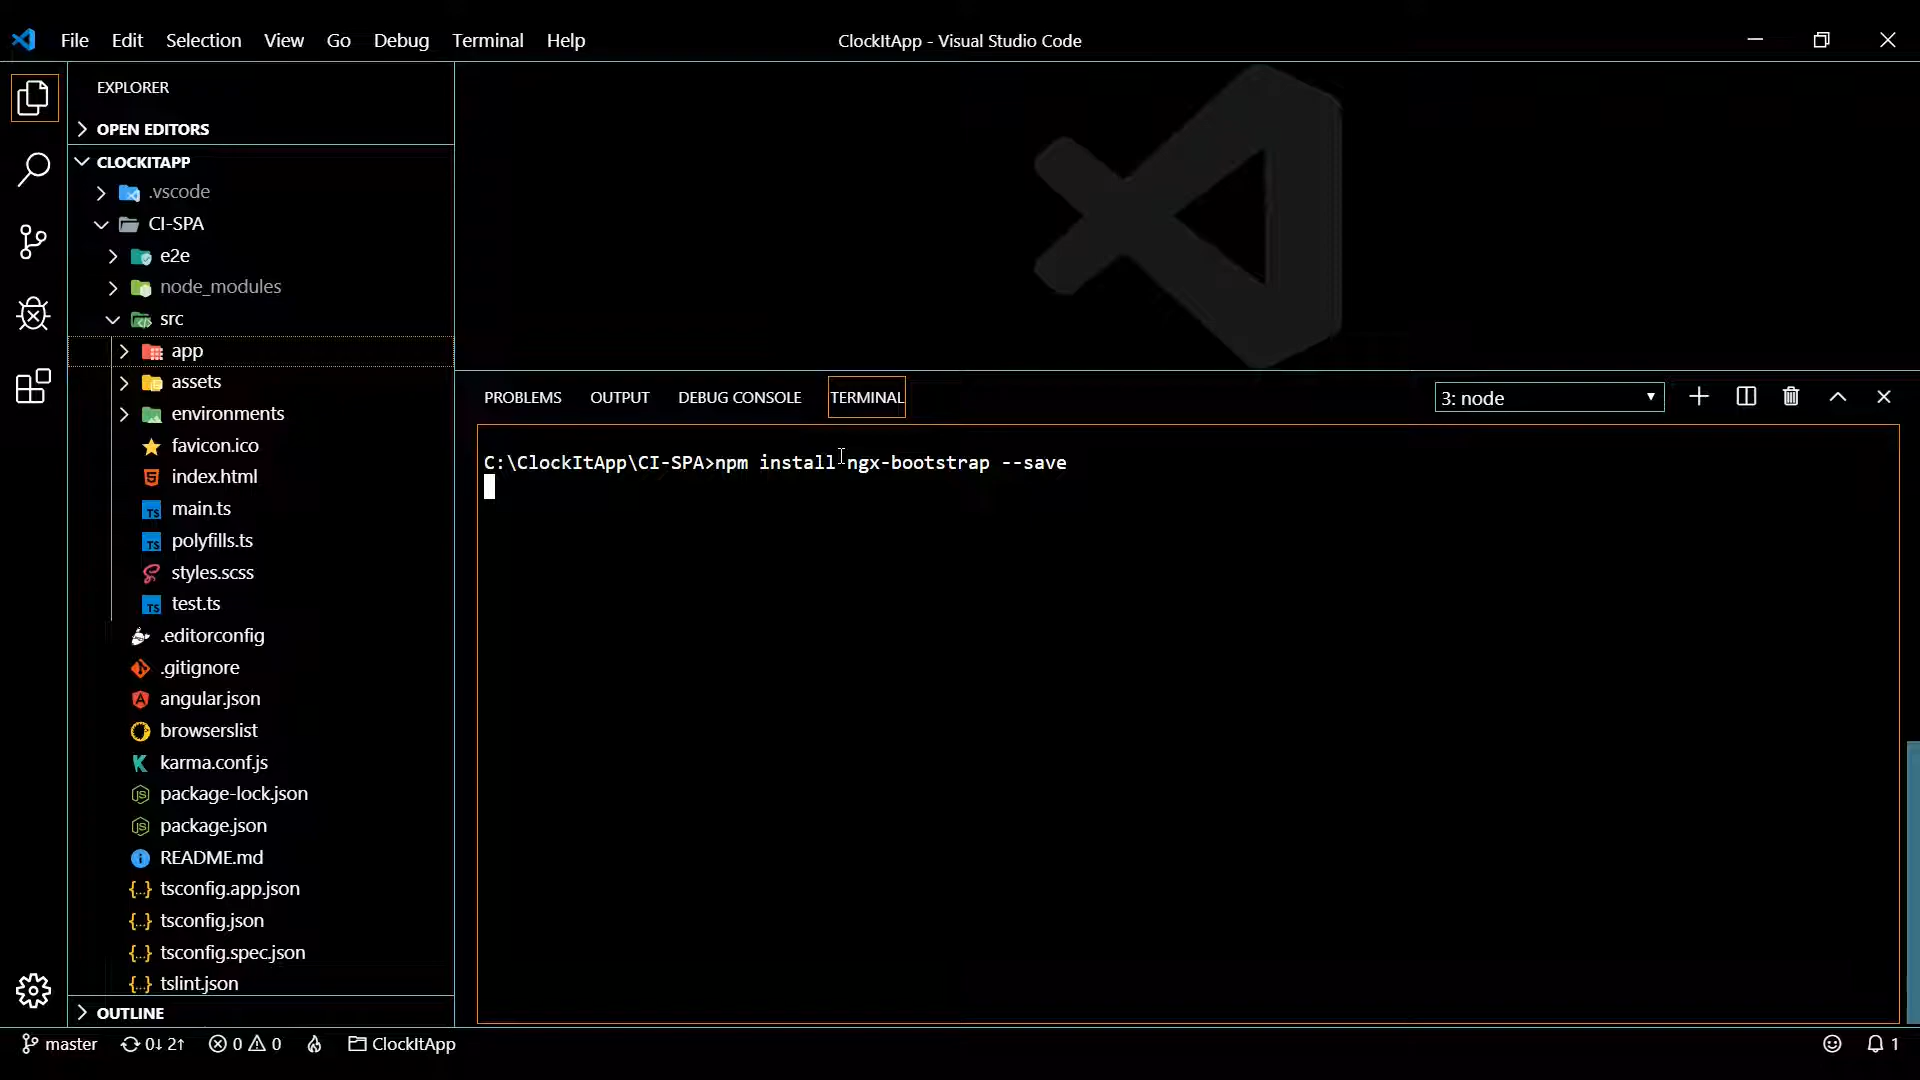 File Edit Selection View Go Debug Terminal Help
ClockItApp - Visual Studio Code
EXPLORER
OPEN EDITORS
CLOCKITAPP
.vscode
CI-SPA
e2e
node_modules
src
app
assets
environments
favicon.ico
index.html
main.ts
polyfills.ts
styles.scss
test.ts
.editorconfig
.gitignore
angular.json
browserslist
karma.conf.js
package-lock.json
package.json
README.md
tsconfig.app.json
tsconfig.json
tsconfig.spec.json
tslint.json
OUTLINE
PROBLEMS OUTPUT DEBUG CONSOLE TERMINAL
3: node
C:\ClockItApp\CI-SPA>npm install ngx-bootstrap --save
master 0↓ 2↑ 0 0 ClockItApp 1